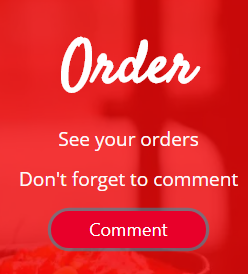 Order
See your orders
Don't forget to comment
Comment